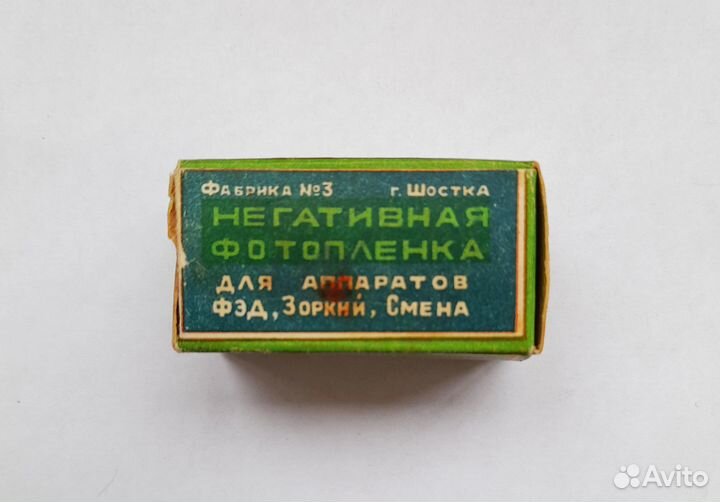 Фабрика №3 г. Шостка
НЕГАТИВНАЯ
ФОТОПЛЕНКА
ДЛЯ АППАРАТОВ
ФЭД, Зоркий, Смена
Avito